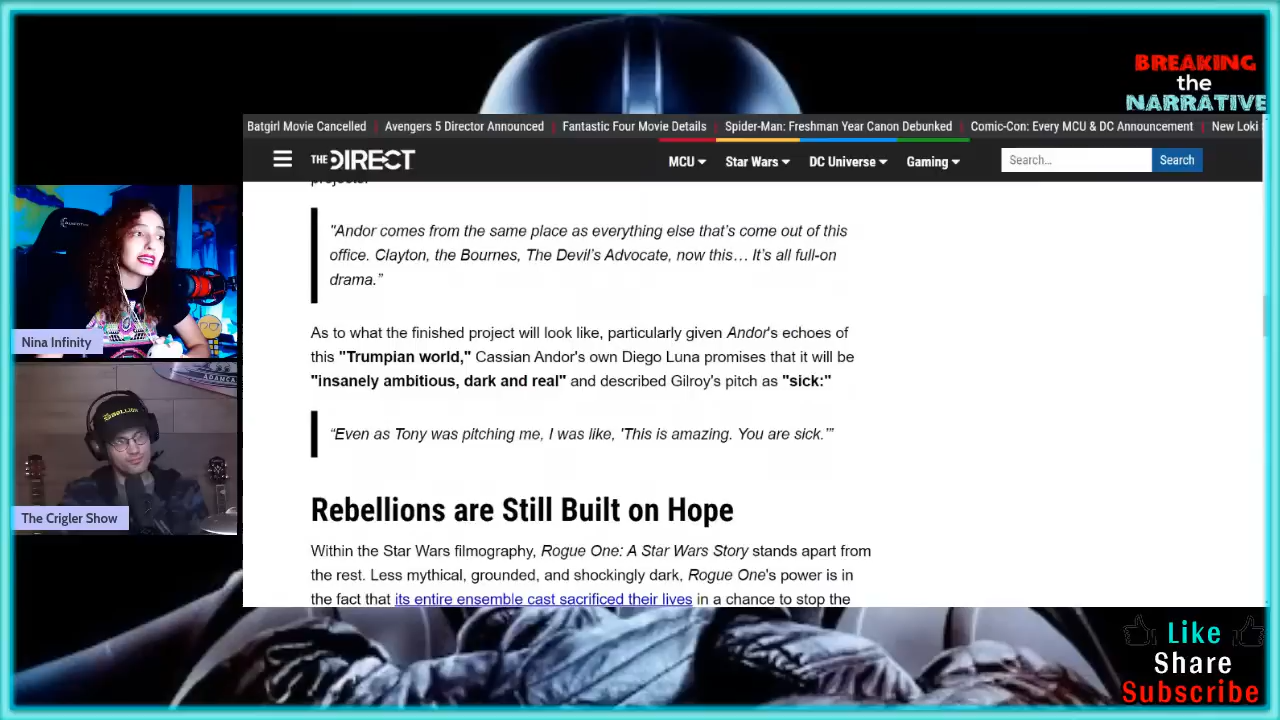 BREAKING
the
NARRATIVE
Batgirl Movie Cancelled | Avengers 5 Director Announced | Fantastic Four Movie Details | Spider-Man: Freshman Year Canon Debunked | Comic-Con: Every MCU & DC Announcement | New Loki
THE DIRECT
MCU Star Wars DC Universe Gaming Search... Search
projects:
"Andor comes from the same place as everything else that's come out of this
office. Clayton, the Bournes, The Devil's Advocate, now this… It's all full-on
drama.”
As to what the finished project will look like, particularly given Andor's echoes of
this "Trumpian world," Cassian Andor's own Diego Luna promises that it will be
"insanely ambitious, dark and real" and described Gilroy's pitch as "sick:"
“Even as Tony was pitching me, I was like, 'This is amazing. You are sick.'”
Rebellions are Still Built on Hope
Within the Star Wars filmography, Rogue One: A Star Wars Story stands apart from
the rest. Less mythical, grounded, and shockingly dark, Rogue One's power is in
the fact that its entire ensemble cast sacrificed their lives in a chance to stop the
Nina Infinity
REBELLION
The Crigler Show
Like
Share
Subscribe